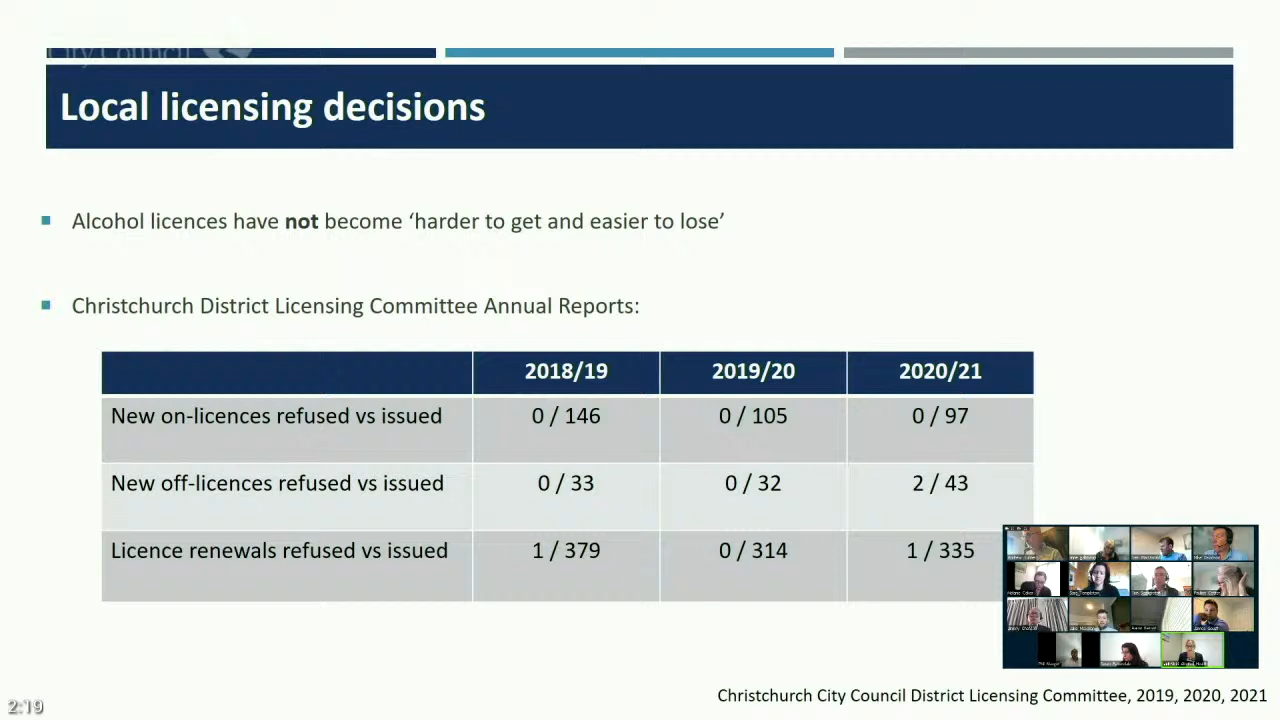 City Council
Local licensing decisions
Alcohol licences have not become ‘harder to get and easier to lose’
Christchurch District Licensing Committee Annual Reports:
2018/19 2019/20 2020/21
New on-licences refused vs issued 0 / 146 0 / 105 0 / 97
New off-licences refused vs issued 0 / 33 0 / 32 2 / 43
Licence renewals refused vs issued 1 / 379 0 / 314 1 / 335
Christchurch City Council District Licensing Committee, 2019, 2020, 2021
2:19